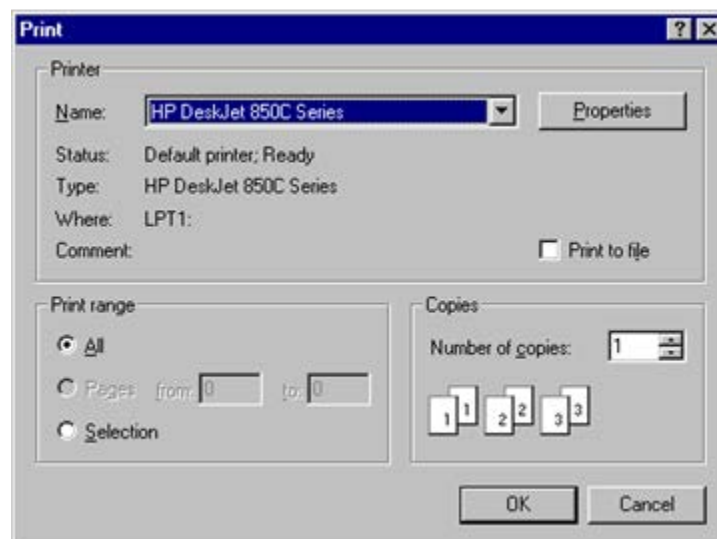 Print
Printer
Name: HP DeskJet 850C Series Properties
Status: Default printer; Ready
Type: HP DeskJet 850C Series
Where: LPT1:
Comment: Print to file
Print range Copies
All Number of copies: 1
Pages from: 0 to: 0
1 1 2 2 3 3
Selection
OK Cancel